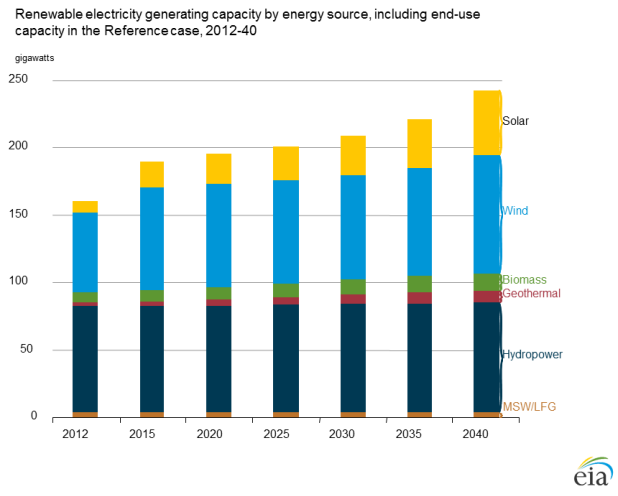 Renewable electricity generating capacity by energy source, including end-use
capacity in the Reference case, 2012-40
gigawatts
250
200
150
100
50
0
Solar
Wind
Biomass
Geothermal
Hydropower
MSW/LFG
2012 2015 2020 2025 2030 2035 2040
eia